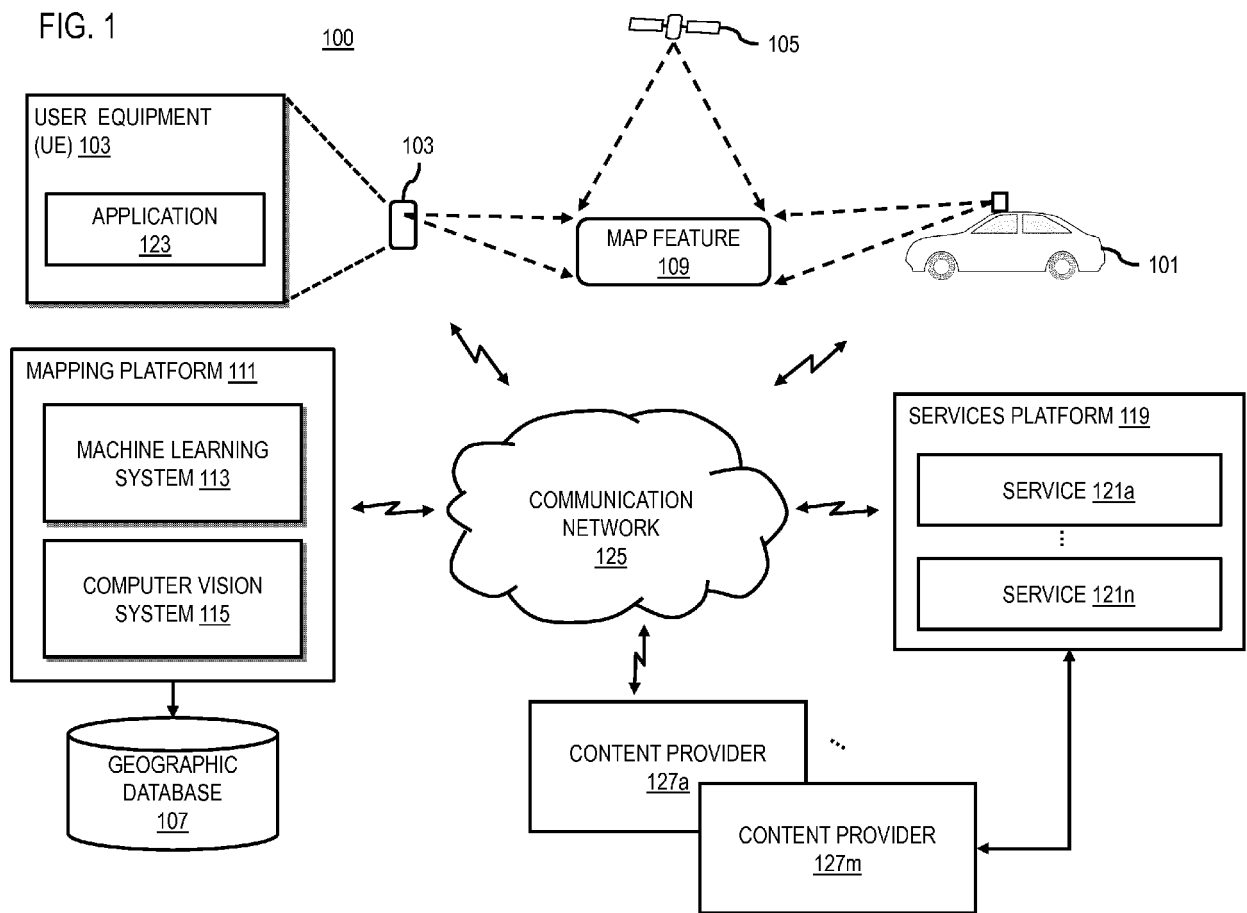 FIG. 1
100
105
USER EQUIPMENT
(UE) 103
APPLICATION
123
103
MAP FEATURE
109
101
MAPPING PLATFORM 111
MACHINE LEARNING
SYSTEM 113
COMPUTER VISION
SYSTEM 115
GEOGRAPHIC
DATABASE
107
COMMUNICATION
NETWORK
125
SERVICES PLATFORM 119
SERVICE 121a
...
SERVICE 121n
CONTENT PROVIDER
127a
...
CONTENT PROVIDER
127m